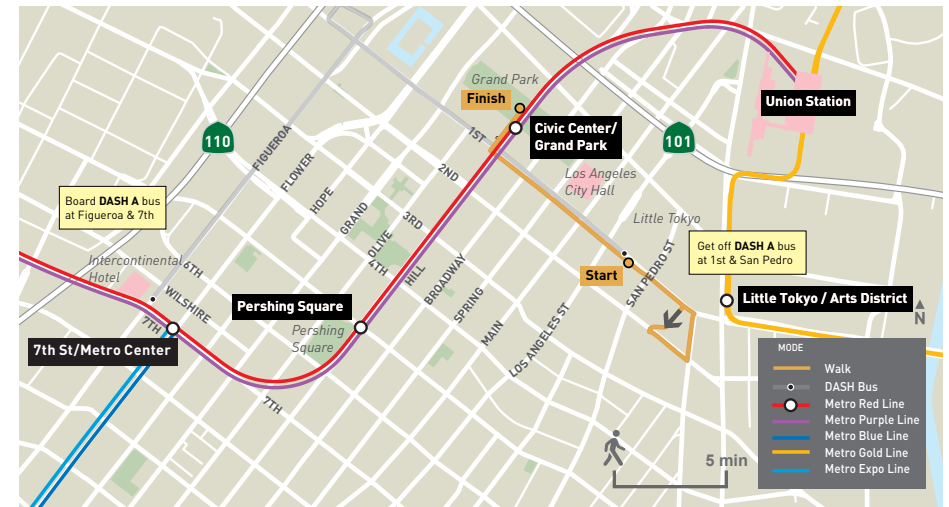 Grand Park
Finish
Union Station
Civic Center/
Grand Park
1ST
110
101
FIGUEROA
FLOWER
HOPE
GRAND
OLIVE
HILL
BROADWAY
SPRING
MAIN
LOS ANGELES ST
SAN PEDRO ST
2ND
3RD
4TH
6TH
WILSHIRE
7TH
7TH
Los Angeles
City Hall
Little Tokyo
Board DASH A bus
at Figueroa & 7th
Get off DASH A bus
at 1st & San Pedro
Intercontinental
Hotel
Start
Pershing Square
Pershing
Square
Little Tokyo / Arts District
N
7th St/Metro Center
MODE
Walk
DASH Bus
Metro Red Line
Metro Purple Line
Metro Blue Line
Metro Gold Line
Metro Expo Line
5 min